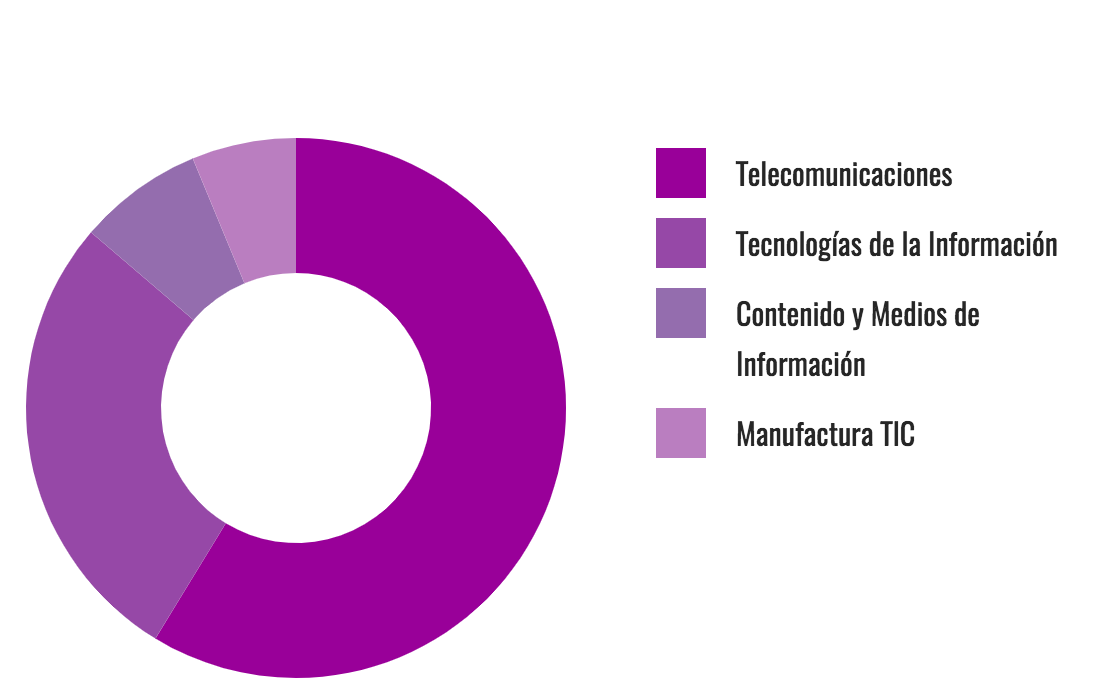 Telecomunicaciones
Tecnologías de la Información
Contenido y Medios de
Información
Manufactura TIC